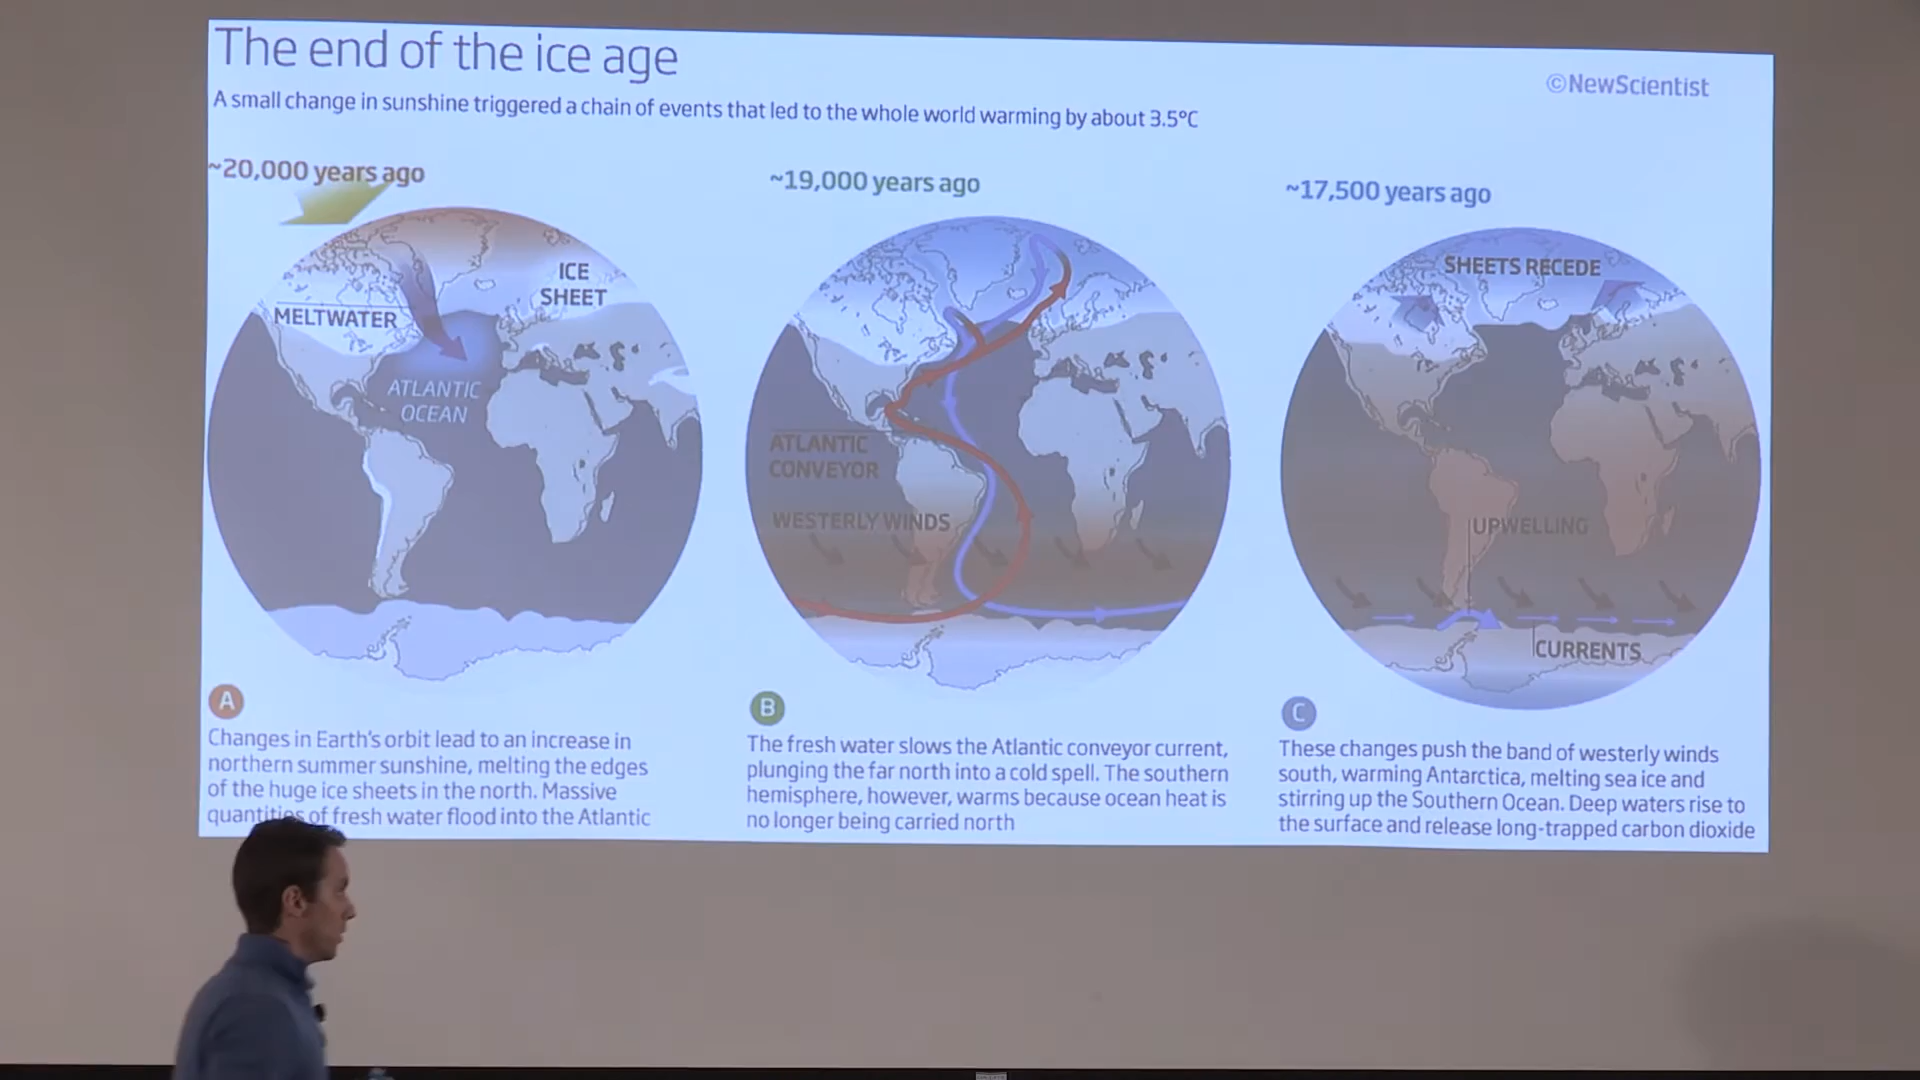 The end of the ice age
©NewScientist
A small change in sunshine triggered a chain of events that led to the whole world warming by about 3.5°C
~20,000 years ago
MELTWATER
ICE
SHEET
ATLANTIC
OCEAN
A
Changes in Earth's orbit lead to an increase in
northern summer sunshine, melting the edges
of the huge ice sheets in the north. Massive
quantities of fresh water flood into the Atlantic
~19,000 years ago
ATLANTIC
CONVEYOR
WESTERLY WINDS
B
The fresh water slows the Atlantic conveyor current,
plunging the far north into a cold spell. The southern
hemisphere, however, warms because ocean heat is
no longer being carried north
~17,500 years ago
SHEETS RECEDE
UPWELLING
CURRENTS
C
These changes push the band of westerly winds
south, warming Antarctica, melting sea ice and
stirring up the Southern Ocean. Deep waters rise to
the surface and release long-trapped carbon dioxide